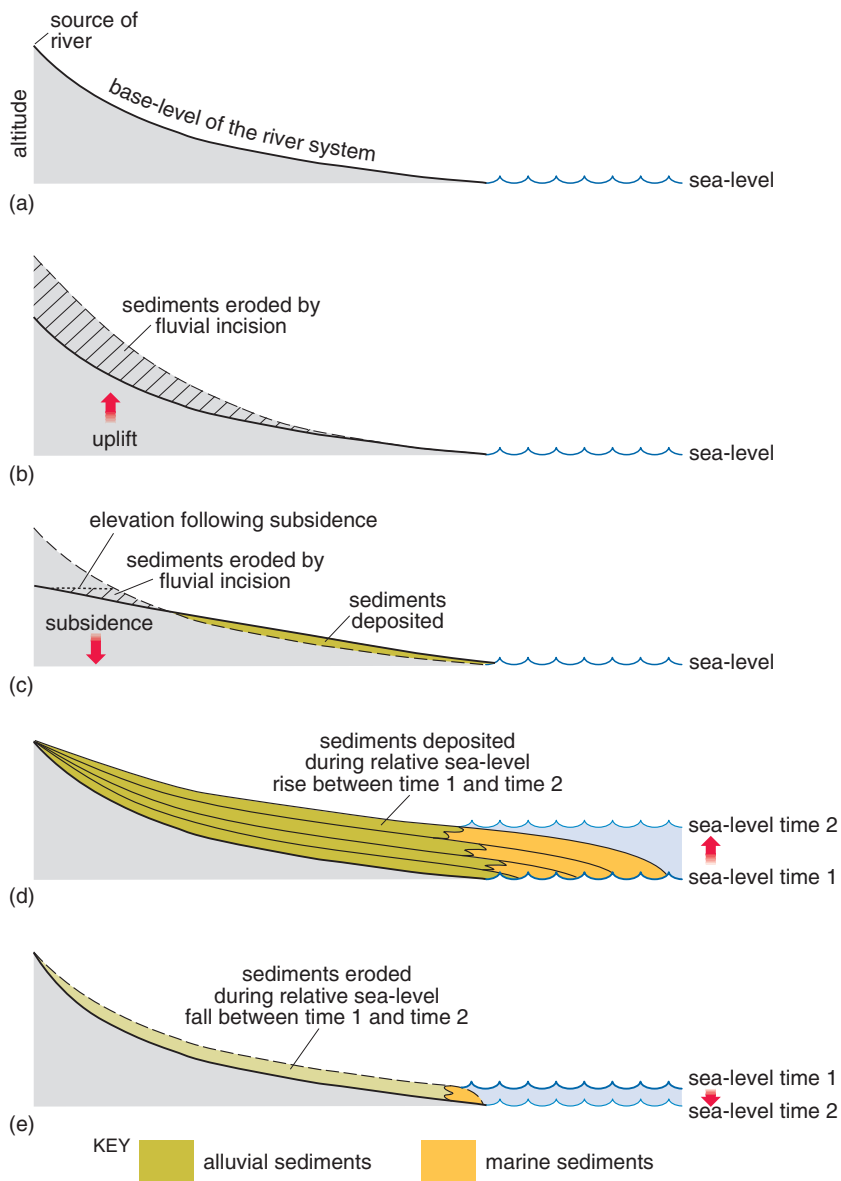 source of
river
altitude
base-level of the river system
sea-level
(a)
sediments eroded by
fluvial incision
uplift
sea-level
(b)
elevation following subsidence
sediments eroded by
fluvial incision
sediments
deposited
subsidence
sea-level
(c)
sediments deposited
during relative sea-level
rise between time 1 and time 2
sea-level time 2
sea-level time 1
(d)
sediments eroded
during relative sea-level
fall between time 1 and time 2
sea-level time 1
sea-level time 2
(e)
KEY
alluvial sediments
marine sediments